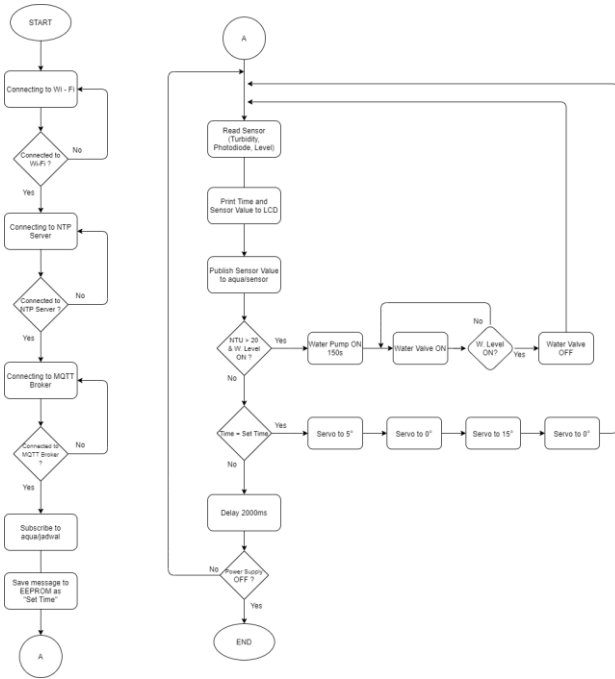 START
Connecting to Wi - Fi
Connected to
Wi-Fi ?
No
Yes
Connecting to NTP
Server
Connected to
NTP Server ?
No
Yes
Connecting to MQTT
Broker
Connected to
MQTT Broker
?
No
Yes
Subscribe to
aqua/jadwal
Save message to
EEPROM as
"Set Time"
A
A
Read Sensor
(Turbidity,
Photodiode, Level)
Print Time and
Sensor Value to LCD
Publish Sensor Value
to aqua/sensor
NTU > 20
& W. Level
ON ?
Yes
No
Water Pump ON
150s
Water Valve ON
W. Level
ON?
No
Yes
Water Valve
OFF
Time = Set Time
Yes
No
Servo to 5°
Servo to 0°
Servo to 15°
Servo to 0°
Delay 2000ms
Power Supply
OFF ?
No
Yes
END